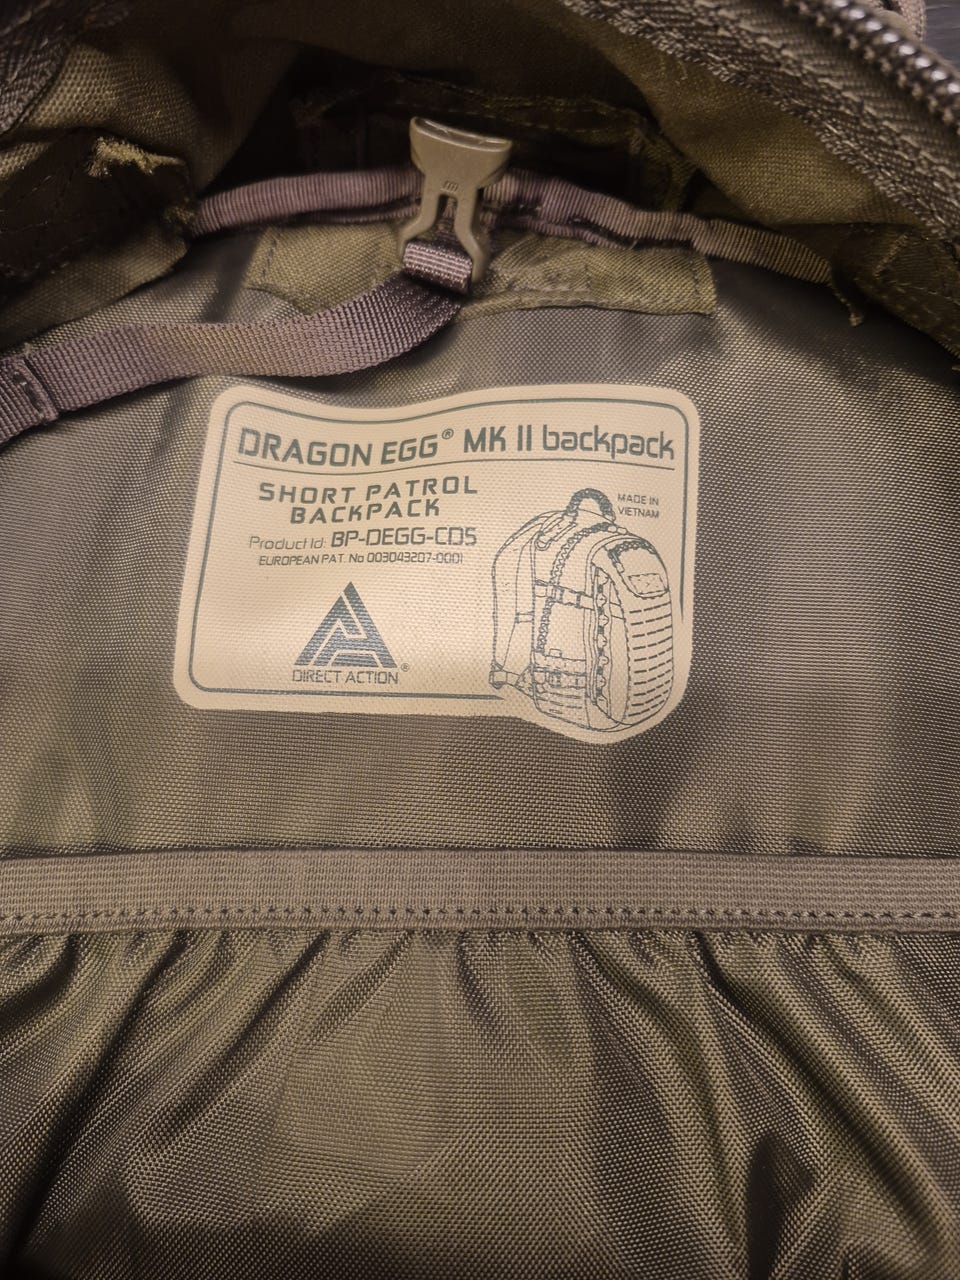 DRAGON EGG® MK II backpack
SHORT PATROL
BACKPACK
Product Id: BP-DEGG-CD5
EUROPEAN PAT. No 003043207-0001
MADE IN
VIETNAM
DIRECT ACTION®